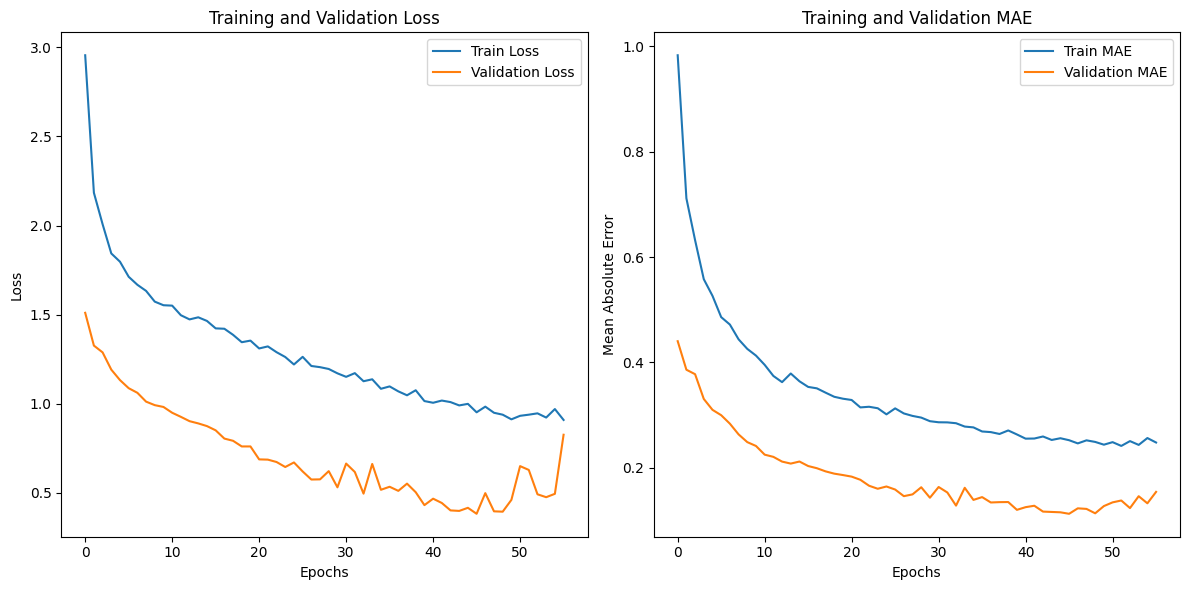 Training and Validation Loss
Train Loss
Validation Loss
3.0
2.5
2.0
1.5
1.0
0.5
Loss
0 10 20 30 40 50
Epochs
Training and Validation MAE
Train MAE
Validation MAE
1.0
0.8
0.6
0.4
0.2
Mean Absolute Error
0 10 20 30 40 50
Epochs